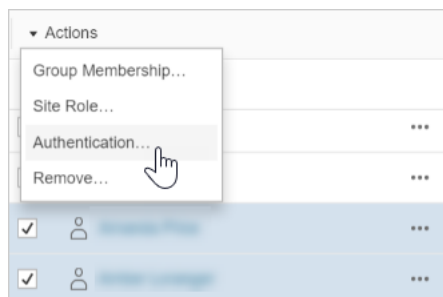 Actions
Group Membership...
Site Role...
Authentication...
Remove...